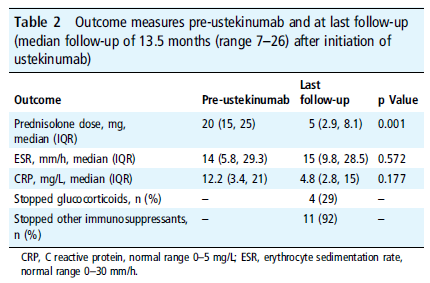 Table 2 Outcome measures pre-ustekinumab and at last follow-up
(median follow-up of 13.5 months (range 7–26) after initiation of
ustekinumab)
Outcome Pre-ustekinumab Last follow-up p Value
Prednisolone dose, mg, median (IQR) 20 (15, 25) 5 (2.9, 8.1) 0.001
ESR, mm/h, median (IQR) 14 (5.8, 29.3) 15 (9.8, 28.5) 0.572
CRP, mg/L, median (IQR) 12.2 (3.4, 21) 4.8 (2.8, 15) 0.177
Stopped glucocorticoids, n (%) – 4 (29) –
Stopped other immunosuppressants, n (%) – 11 (92) –
CRP, C reactive protein, normal range 0–5 mg/L; ESR, erythrocyte sedimentation rate,
normal range 0–30 mm/h.